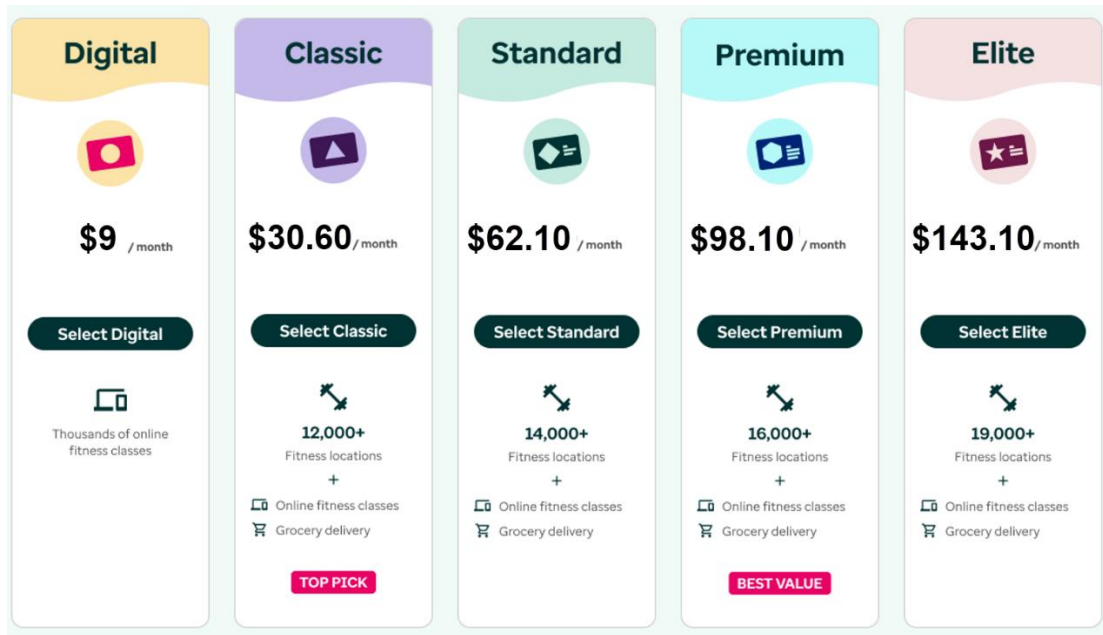 Digital
$9 / month
Select Digital
Thousands of online
fitness classes
Classic
$30.60 / month
Select Classic
12,000+
Fitness locations
+
Online fitness classes
Grocery delivery
TOP PICK
Standard
$62.10 / month
Select Standard
14,000+
Fitness locations
+
Online fitness classes
Grocery delivery
Premium
$98.10 / month
Select Premium
16,000+
Fitness locations
+
Online fitness classes
Grocery delivery
BEST VALUE
Elite
$143.10 / month
Select Elite
19,000+
Fitness locations
+
Online fitness classes
Grocery delivery